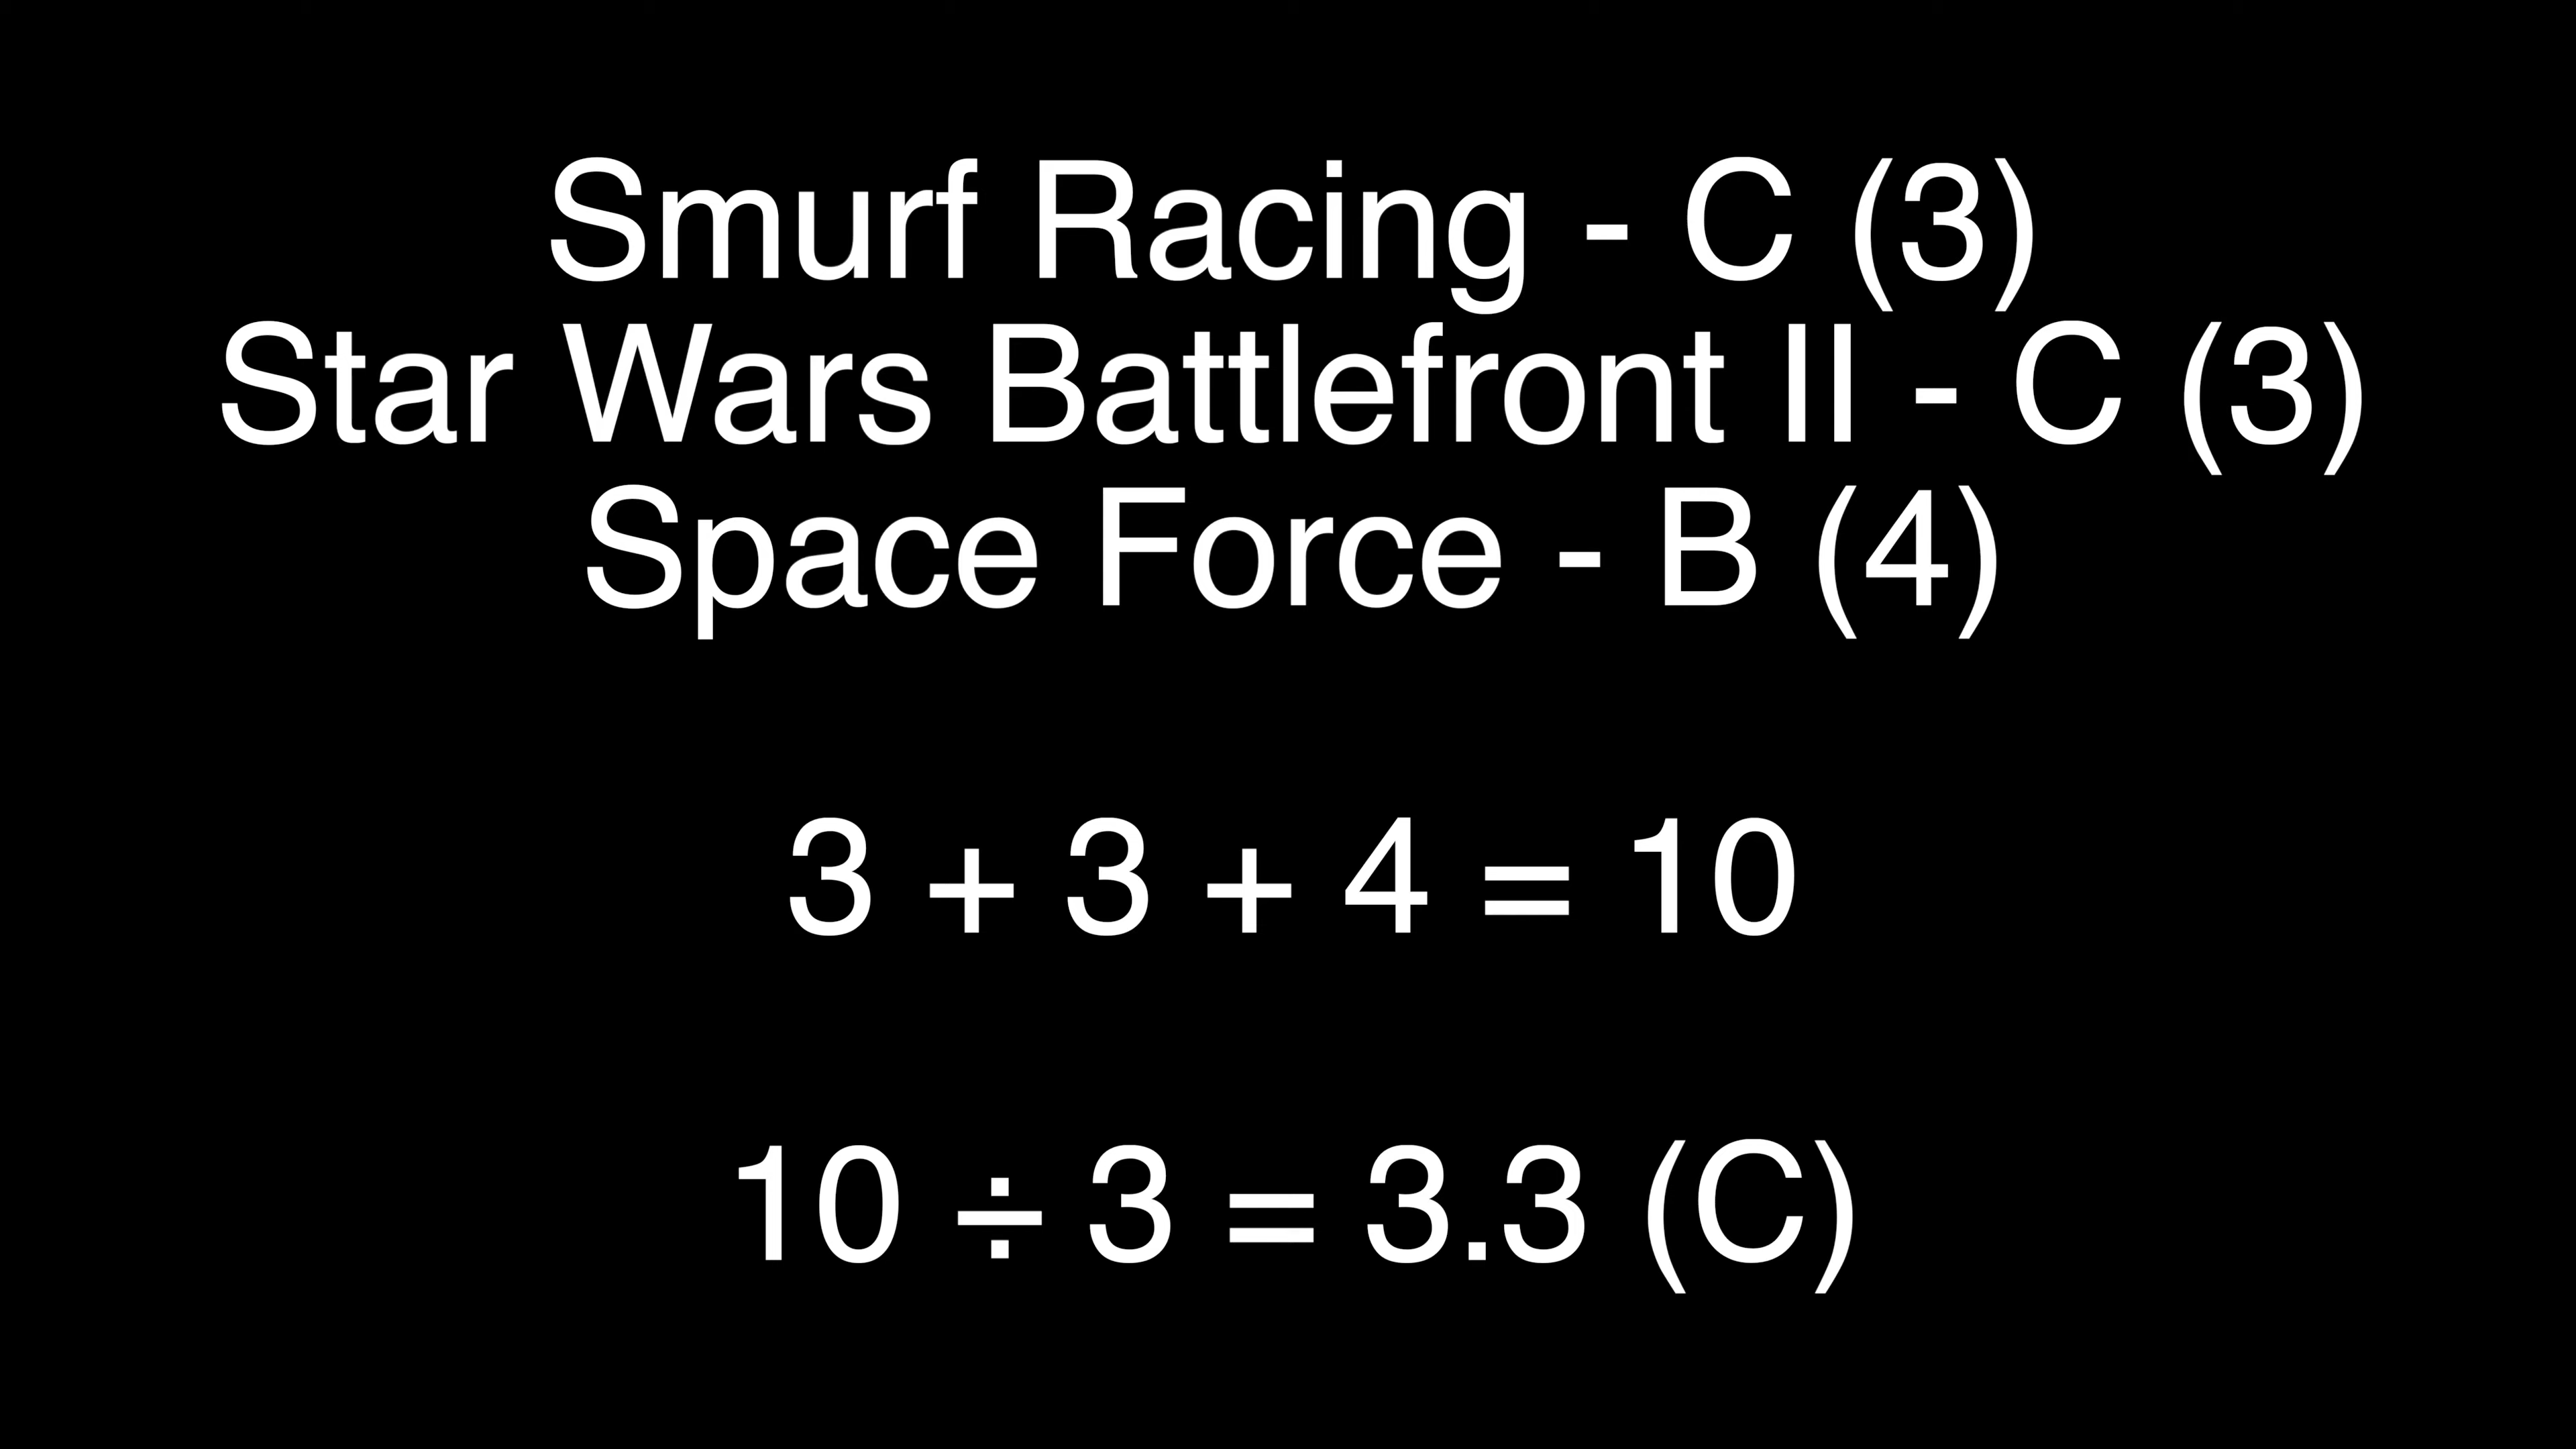 Smurf Racing - C (3)
Star Wars Battlefront II - C (3)
Space Force - B (4)
3 + 3 + 4 = 10
10 ÷ 3 = 3.3 (C)